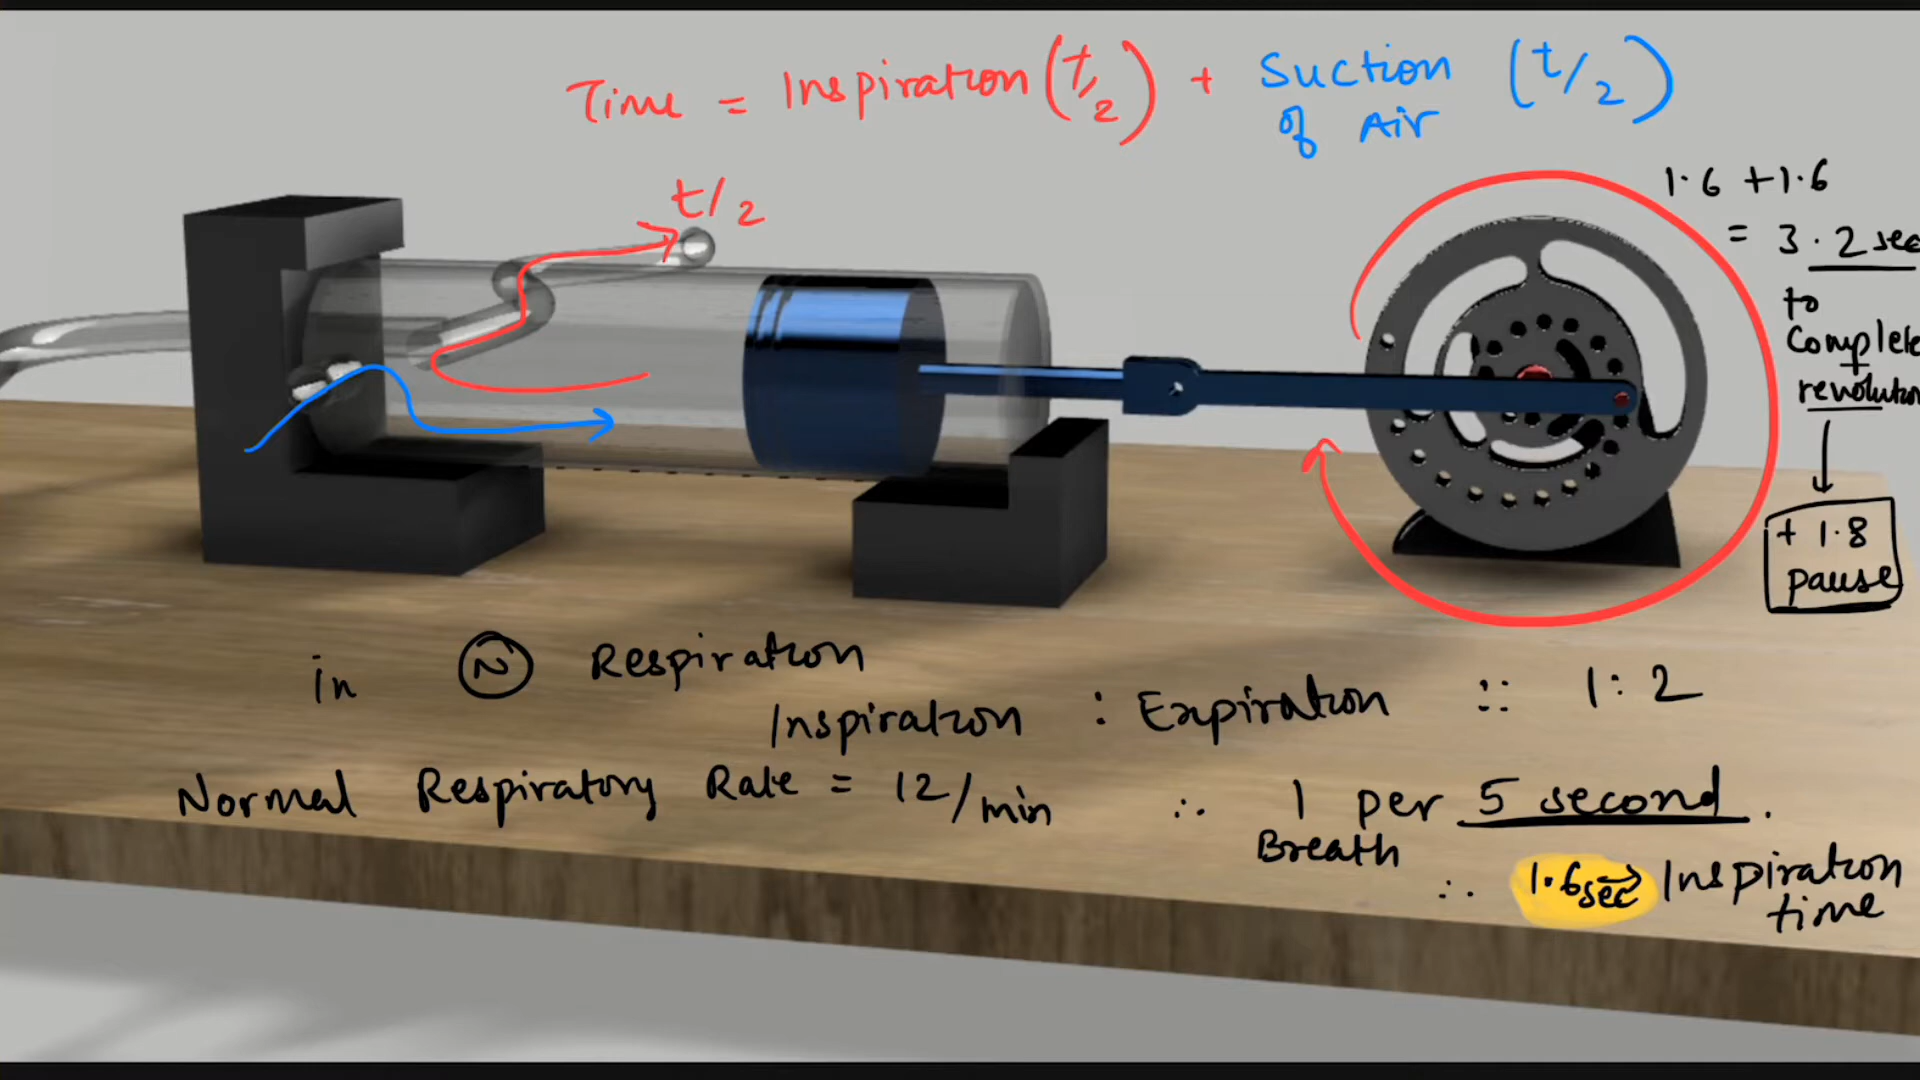 Time = Inspiration (t/2) + Suction of Air (t/2)
t/2
1.6 + 1.6
= 3.2 sec
to
Complete
revolution
+ 1.8
pause
in Ⓝ Respiration
Inspiration : Expiration :: 1:2
Normal Respiratory Rate = 12/min ∴ 1 Breath per 5 second.
∴ 1.6 sec → Inspiration time